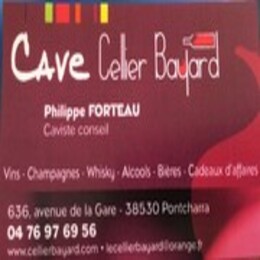 CAVE Cellier Bayard
Philippe FORTEAU
Caviste conseil
Vins - Champagnes - Whisky - Alcools - Bières - Cadeaux d'affaires
636, avenue de la Gare - 38530 Pontcharra
04 76 97 69 56
www.cellierbayard.com • lecellierbayard@orange.fr